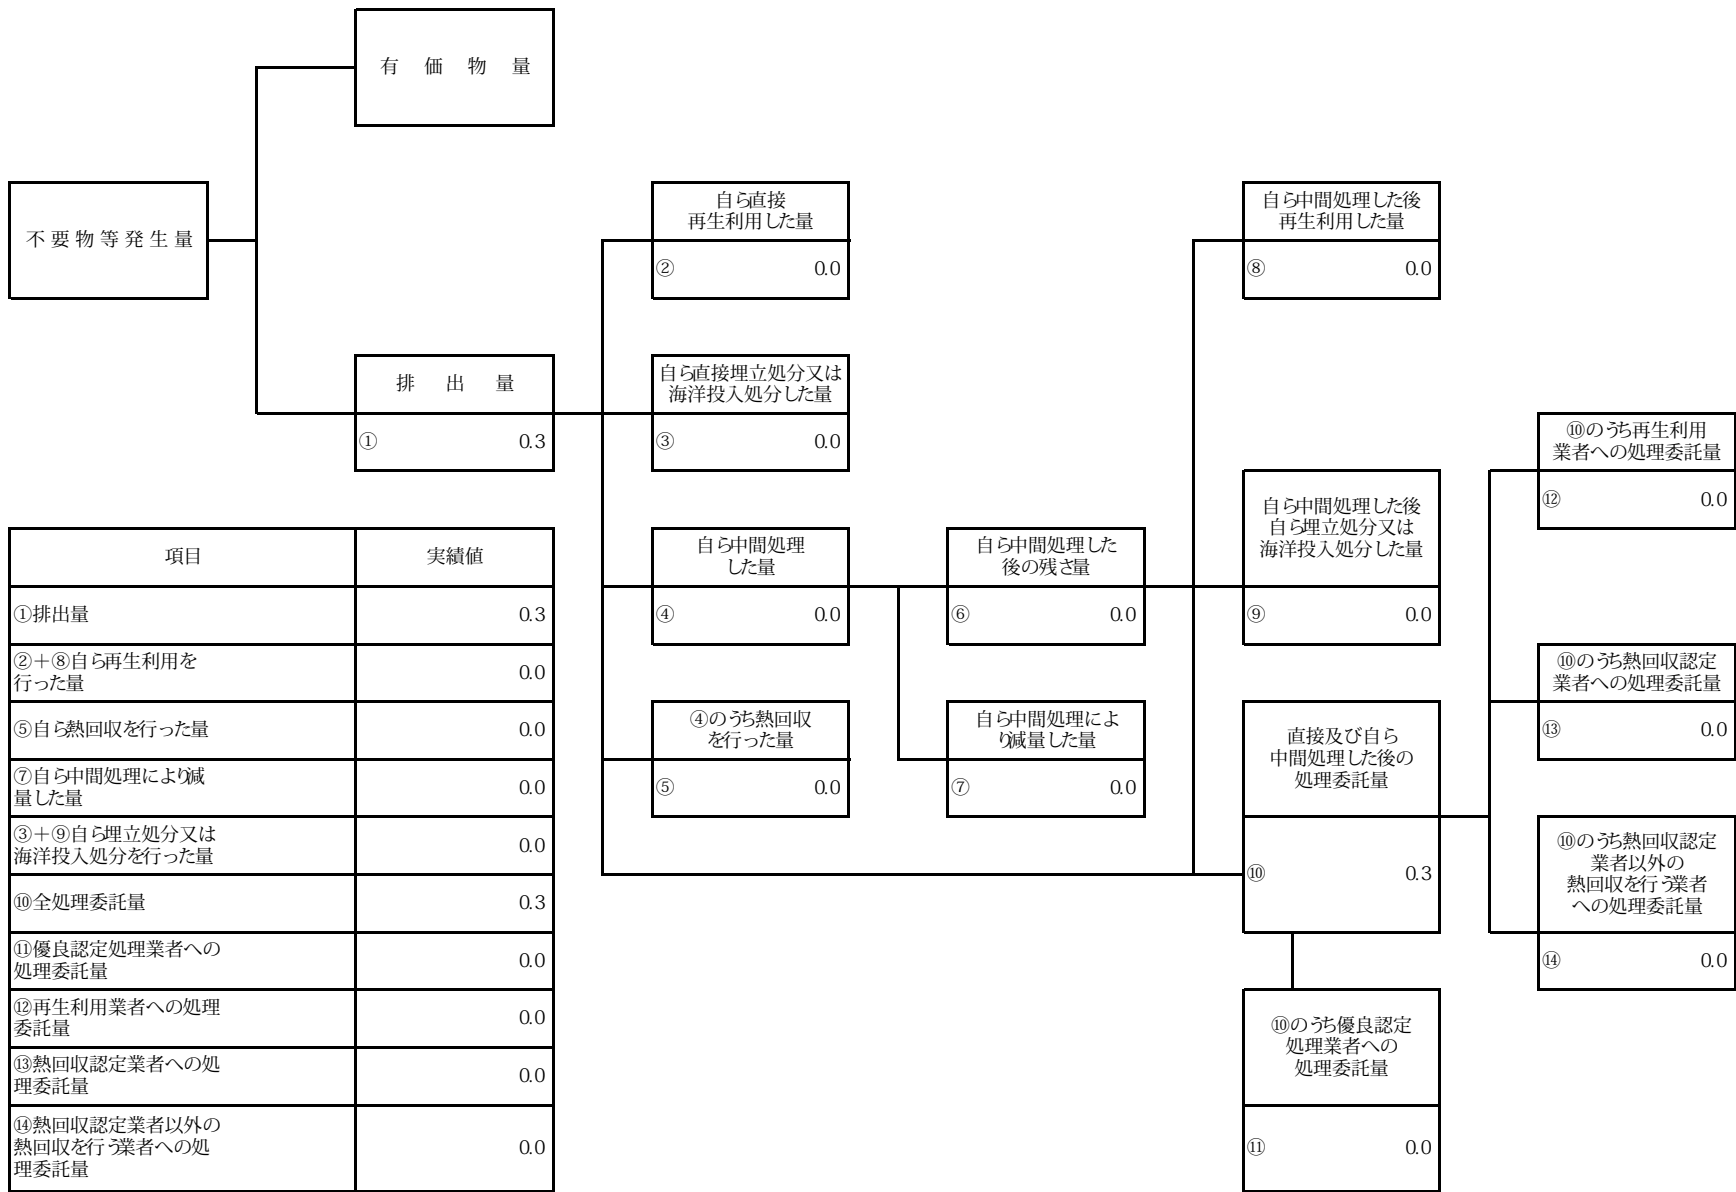 有価物量
不要物等発生量
排出量
① 0.3
自ら直接
再生利用した量
② 0.0
自ら直接埋立処分又は
海洋投入処分した量
③ 0.0
自ら中間処理
した量
④ 0.0
④のうち熱回収
を行った量
⑤ 0.0
自ら中間処理した
後の残さ量
⑥ 0.0
自ら中間処理によ
り減量した量
⑦ 0.0
自ら中間処理した後
再生利用した量
⑧ 0.0
自ら中間処理した後
自ら埋立処分又は
海洋投入処分した量
⑨ 0.0
直接及び自ら
中間処理した後の
処理委託量
⑩ 0.3
⑩のうち優良認定
処理業者への
処理委託量
⑪ 0.0
⑩のうち再生利用
業者への処理委託量
⑫ 0.0
⑩のうち熱回収認定
業者への処理委託量
⑬ 0.0
⑩のうち熱回収認定
業者以外の
熱回収を行う業者
への処理委託量
⑭ 0.0
項目 実績値
①排出量 0.3
②＋⑧自ら再生利用を
行った量 0.0
⑤自ら熱回収を行った量 0.0
⑦自ら中間処理により減
量した量 0.0
③＋⑨自ら埋立処分又は
海洋投入処分を行った量 0.0
⑩全処理委託量 0.3
⑪優良認定処理業者への
処理委託量 0.0
⑫再生利用業者への処理
委託量 0.0
⑬熱回収認定業者への処
理委託量 0.0
⑭熱回収認定業者以外の
熱回収を行う業者への処
理委託量 0.0